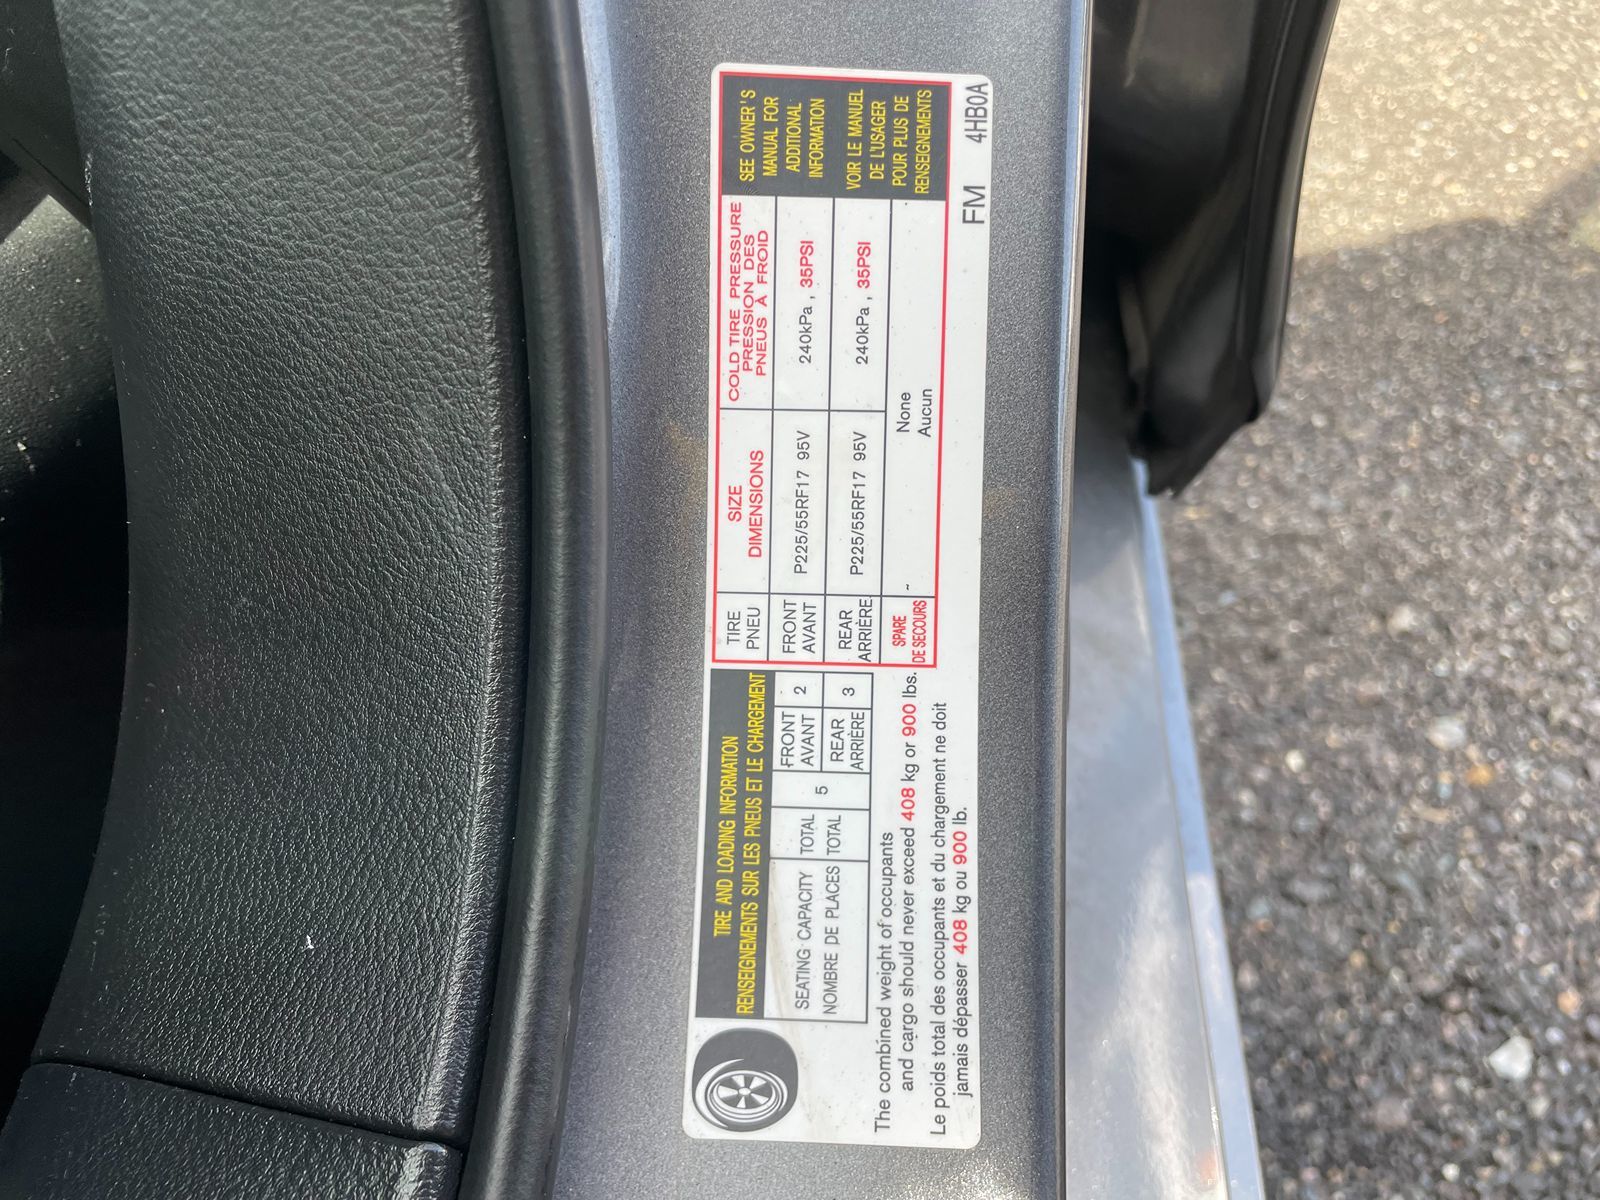 TIRE AND LOADING INFORMATION
RENSEIGNEMENTS SUR LES PNEUS ET LE CHARGEMENT
SEATING CAPACITY
NOMBRE DE PLACES
TOTAL
TOTAL
5
FRONT
AVANT
2
REAR
ARRIÈRE
3
The combined weight of occupants
and cargo should never exceed 408 kg or 900 lbs.
Le poids total des occupants et du chargement ne doit
jamais dépasser 408 kg ou 900 lb.
TIRE
PNEU
SIZE
DIMENSIONS
COLD TIRE PRESSURE
PRESSION DES
PNEUS À FROID
FRONT
AVANT
P225/55RF17 95V
240kPa, 35PSI
REAR
ARRIÈRE
P225/55RF17 95V
240kPa, 35PSI
SPARE
DE SECOURS
~
None
Aucun
SEE OWNER'S
MANUAL FOR
ADDITIONAL
INFORMATION
VOIR LE MANUEL
DE L'USAGER
POUR PLUS DE
RENSEIGNEMENTS
FM 4HB0A